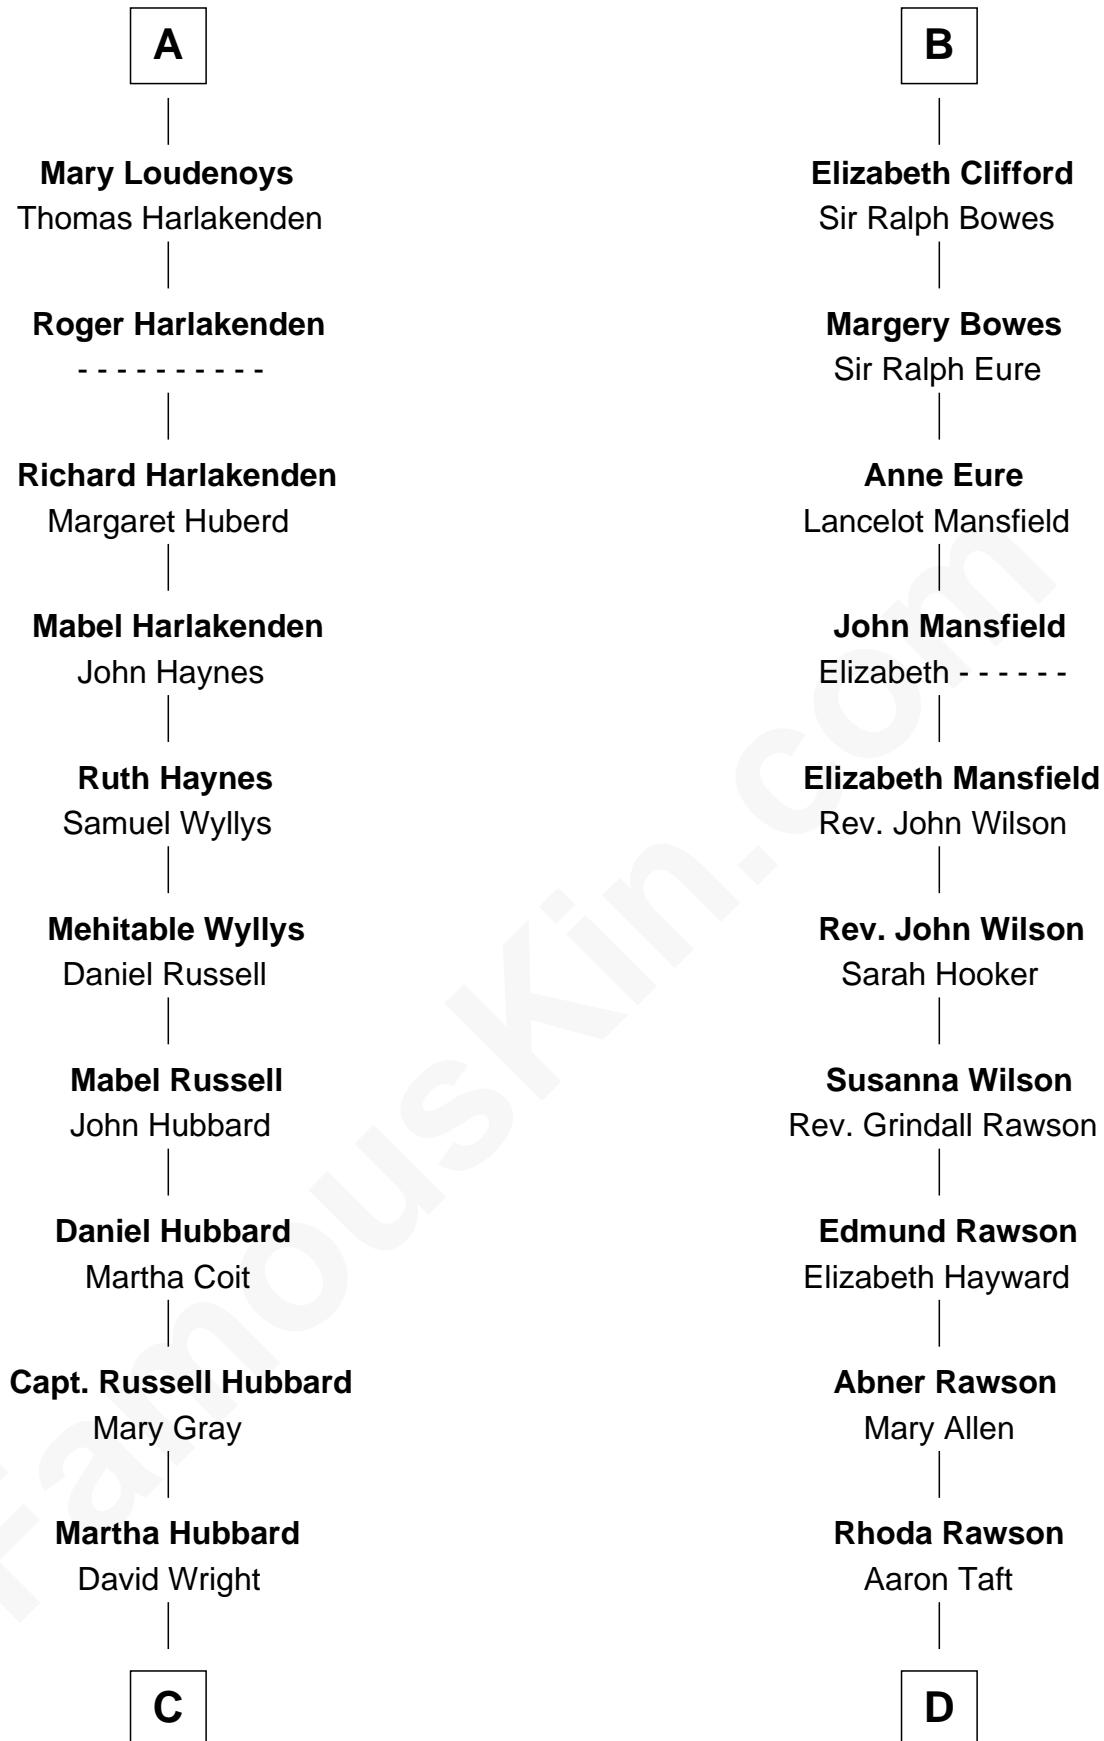 A
Mary Loudenoys
Thomas Harlakenden
Roger Harlakenden
- - - - - - - - - -
Richard Harlakenden
Margaret Huberd
Mabel Harlakenden
John Haynes
Ruth Haynes
Samuel Wyllys
Mehitable Wyllys
Daniel Russell
Mabel Russell
John Hubbard
Daniel Hubbard
Martha Coit
Capt. Russell Hubbard
Mary Gray
Martha Hubbard
David Wright
C
B
Elizabeth Clifford
Sir Ralph Bowes
Margery Bowes
Sir Ralph Eure
Anne Eure
Lancelot Mansfield
John Mansfield
Elizabeth - - - - - -
Elizabeth Mansfield
Rev. John Wilson
Rev. John Wilson
Sarah Hooker
Susanna Wilson
Rev. Grindall Rawson
Edmund Rawson
Elizabeth Hayward
Abner Rawson
Mary Allen
Rhoda Rawson
Aaron Taft
D
FamousKin.com